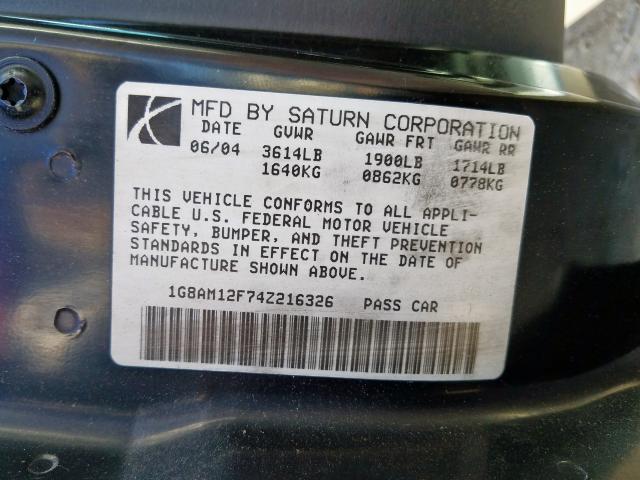 MFD BY SATURN CORPORATION
DATE GVWR GAWR FRT GAWR RR
06/04 3614LB 1900LB 1714LB
1640KG 0862KG 0778KG
THIS VEHICLE CONFORMS TO ALL APPLI-
CABLE U.S. FEDERAL MOTOR VEHICLE
SAFETY, BUMPER, AND THEFT PREVENTION
STANDARDS IN EFFECT ON THE DATE OF
MANUFACTURE SHOWN ABOVE.
1G8AM12F74Z216326 PASS CAR